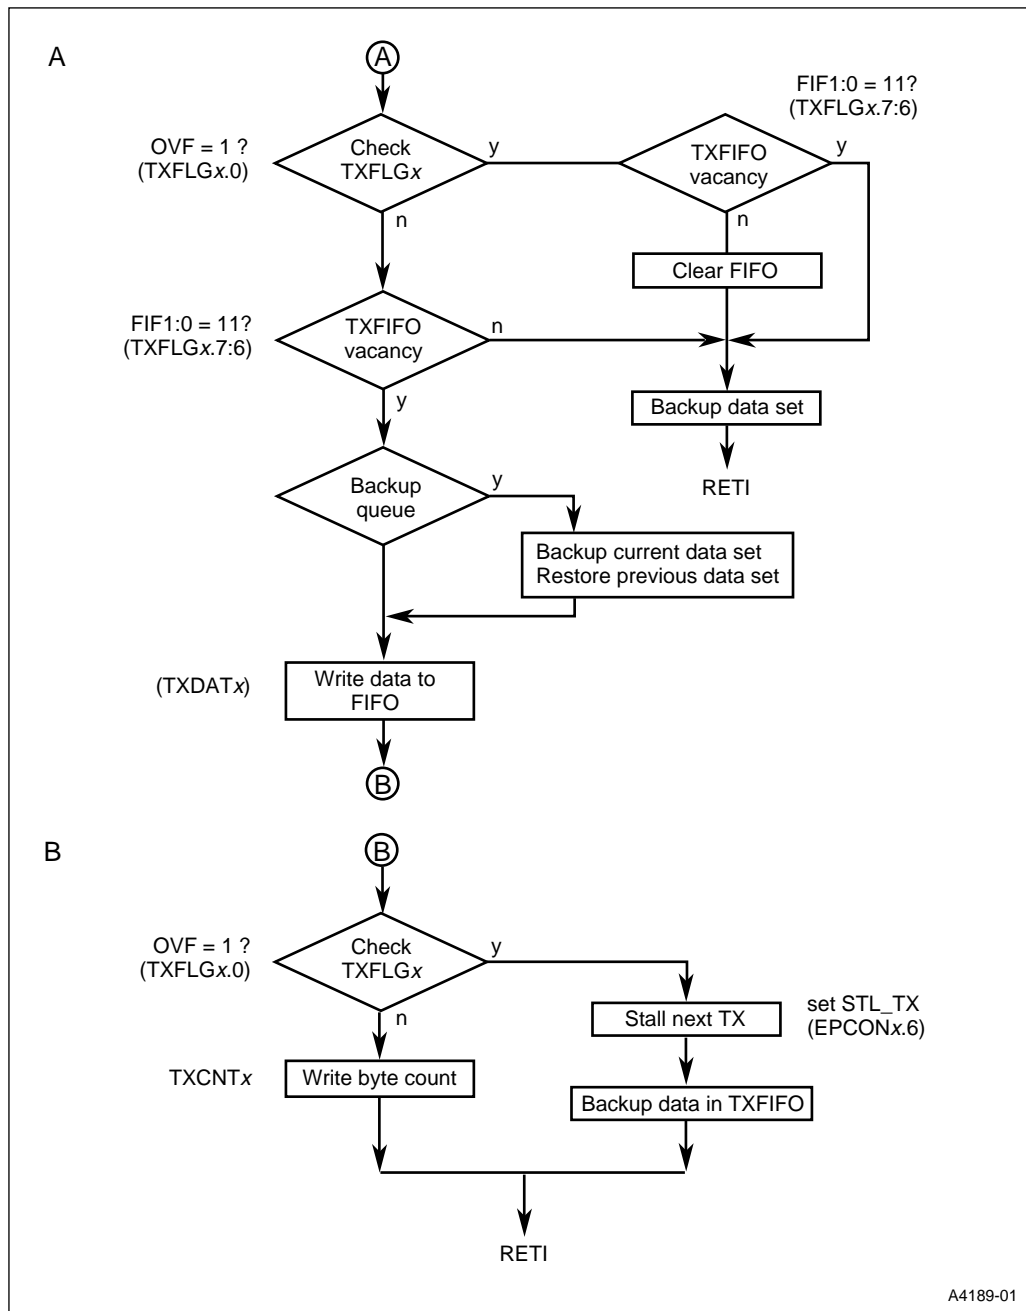 A
A
FIF1:0 = 11?
(TXFLGx.7:6)
OVF = 1 ?
(TXFLGx.0)
Check
TXFLGx
y
TXFIFO
vacancy
y
n
n
Clear FIFO
FIF1:0 = 11?
(TXFLGx.7:6)
TXFIFO
vacancy
n
y
Backup data set
RETI
Backup
queue
y
Backup current data set
Restore previous data set
(TXDATx)
Write data to
FIFO
B
B
B
OVF = 1 ?
(TXFLGx.0)
Check
TXFLGx
y
n
Stall next TX
set STL_TX
(EPCONx.6)
TXCNTx
Write byte count
Backup data in TXFIFO
RETI
A4189-01